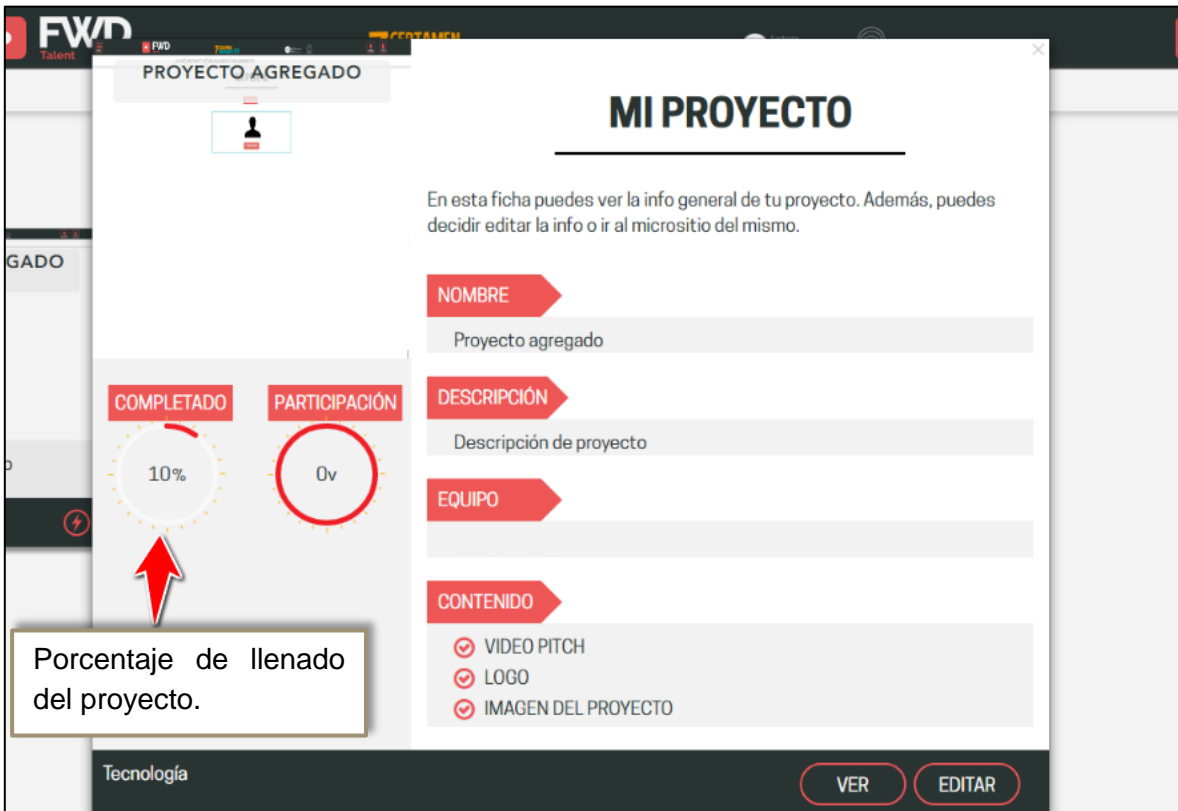 FWD
Talent
CERTAMEN
FWD
PROYECTO AGREGADO
GADO
COMPLETADO
PARTICIPACIÓN
10%
0v
Porcentaje de llenado
del proyecto.
Tecnología
×
MI PROYECTO
En esta ficha puedes ver la info general de tu proyecto. Además, puedes
decidir editar la info o ir al micrositio del mismo.
NOMBRE
Proyecto agregado
DESCRIPCIÓN
Descripción de proyecto
EQUIPO
CONTENIDO
VIDEO PITCH
LOGO
IMAGEN DEL PROYECTO
VER
EDITAR